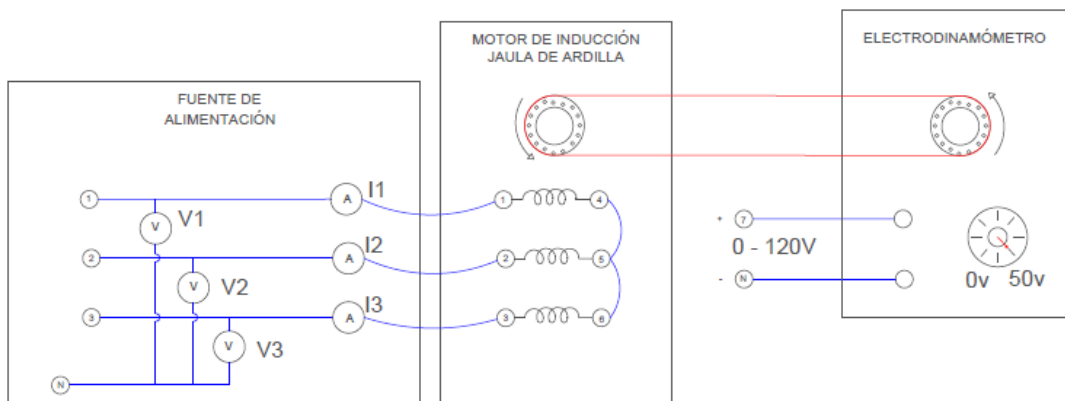 FUENTE DE
ALIMENTACIÓN
1
2
3
N
V
V1
V
V2
V
V3
A
I1
A
I2
A
I3
MOTOR DE INDUCCIÓN
JAULA DE ARDILLA
1
4
2
5
3
6
ELECTRODINAMÓMETRO
+ 7
0 - 120V
- N
0v 50v